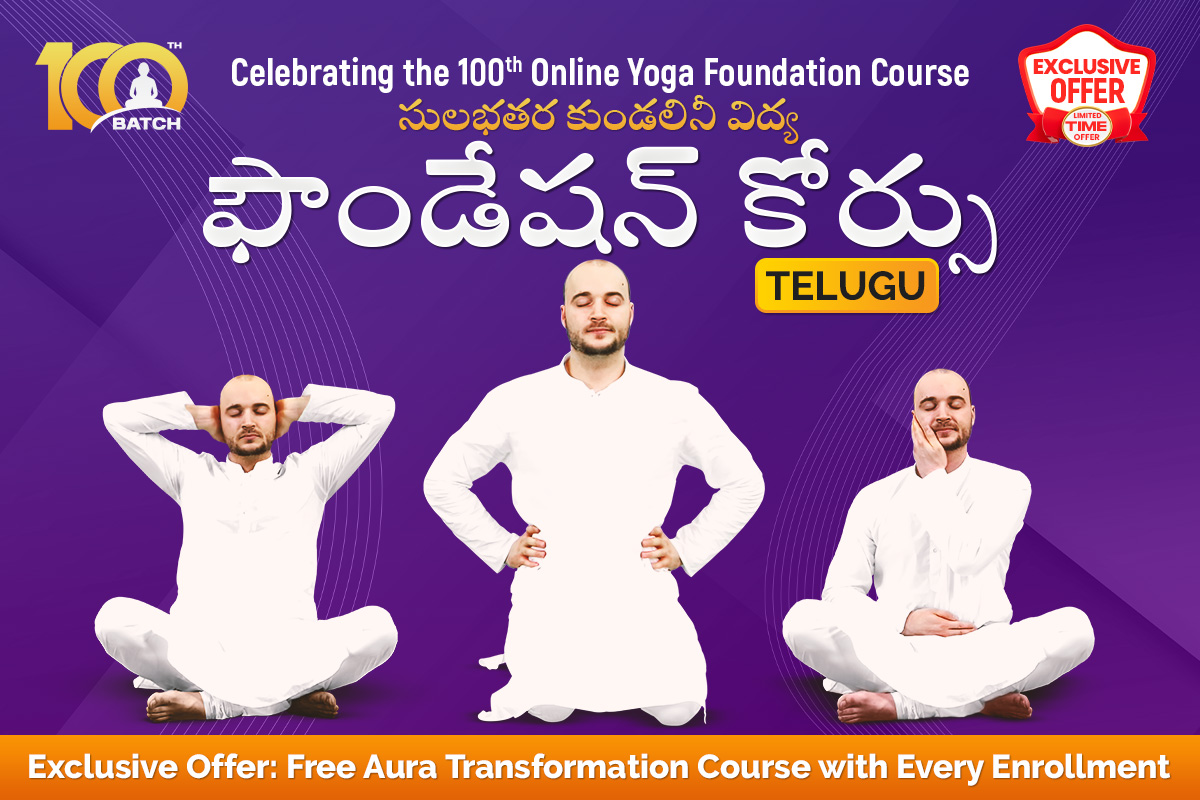 100TH
BATCH
Celebrating the 100th Online Yoga Foundation Course
సులభతర కుండలినీ విద్య
ఫౌండేషన్ కోర్సు
TELUGU
EXCLUSIVE
OFFER
LIMITED
TIME
OFFER
Exclusive Offer: Free Aura Transformation Course with Every Enrollment